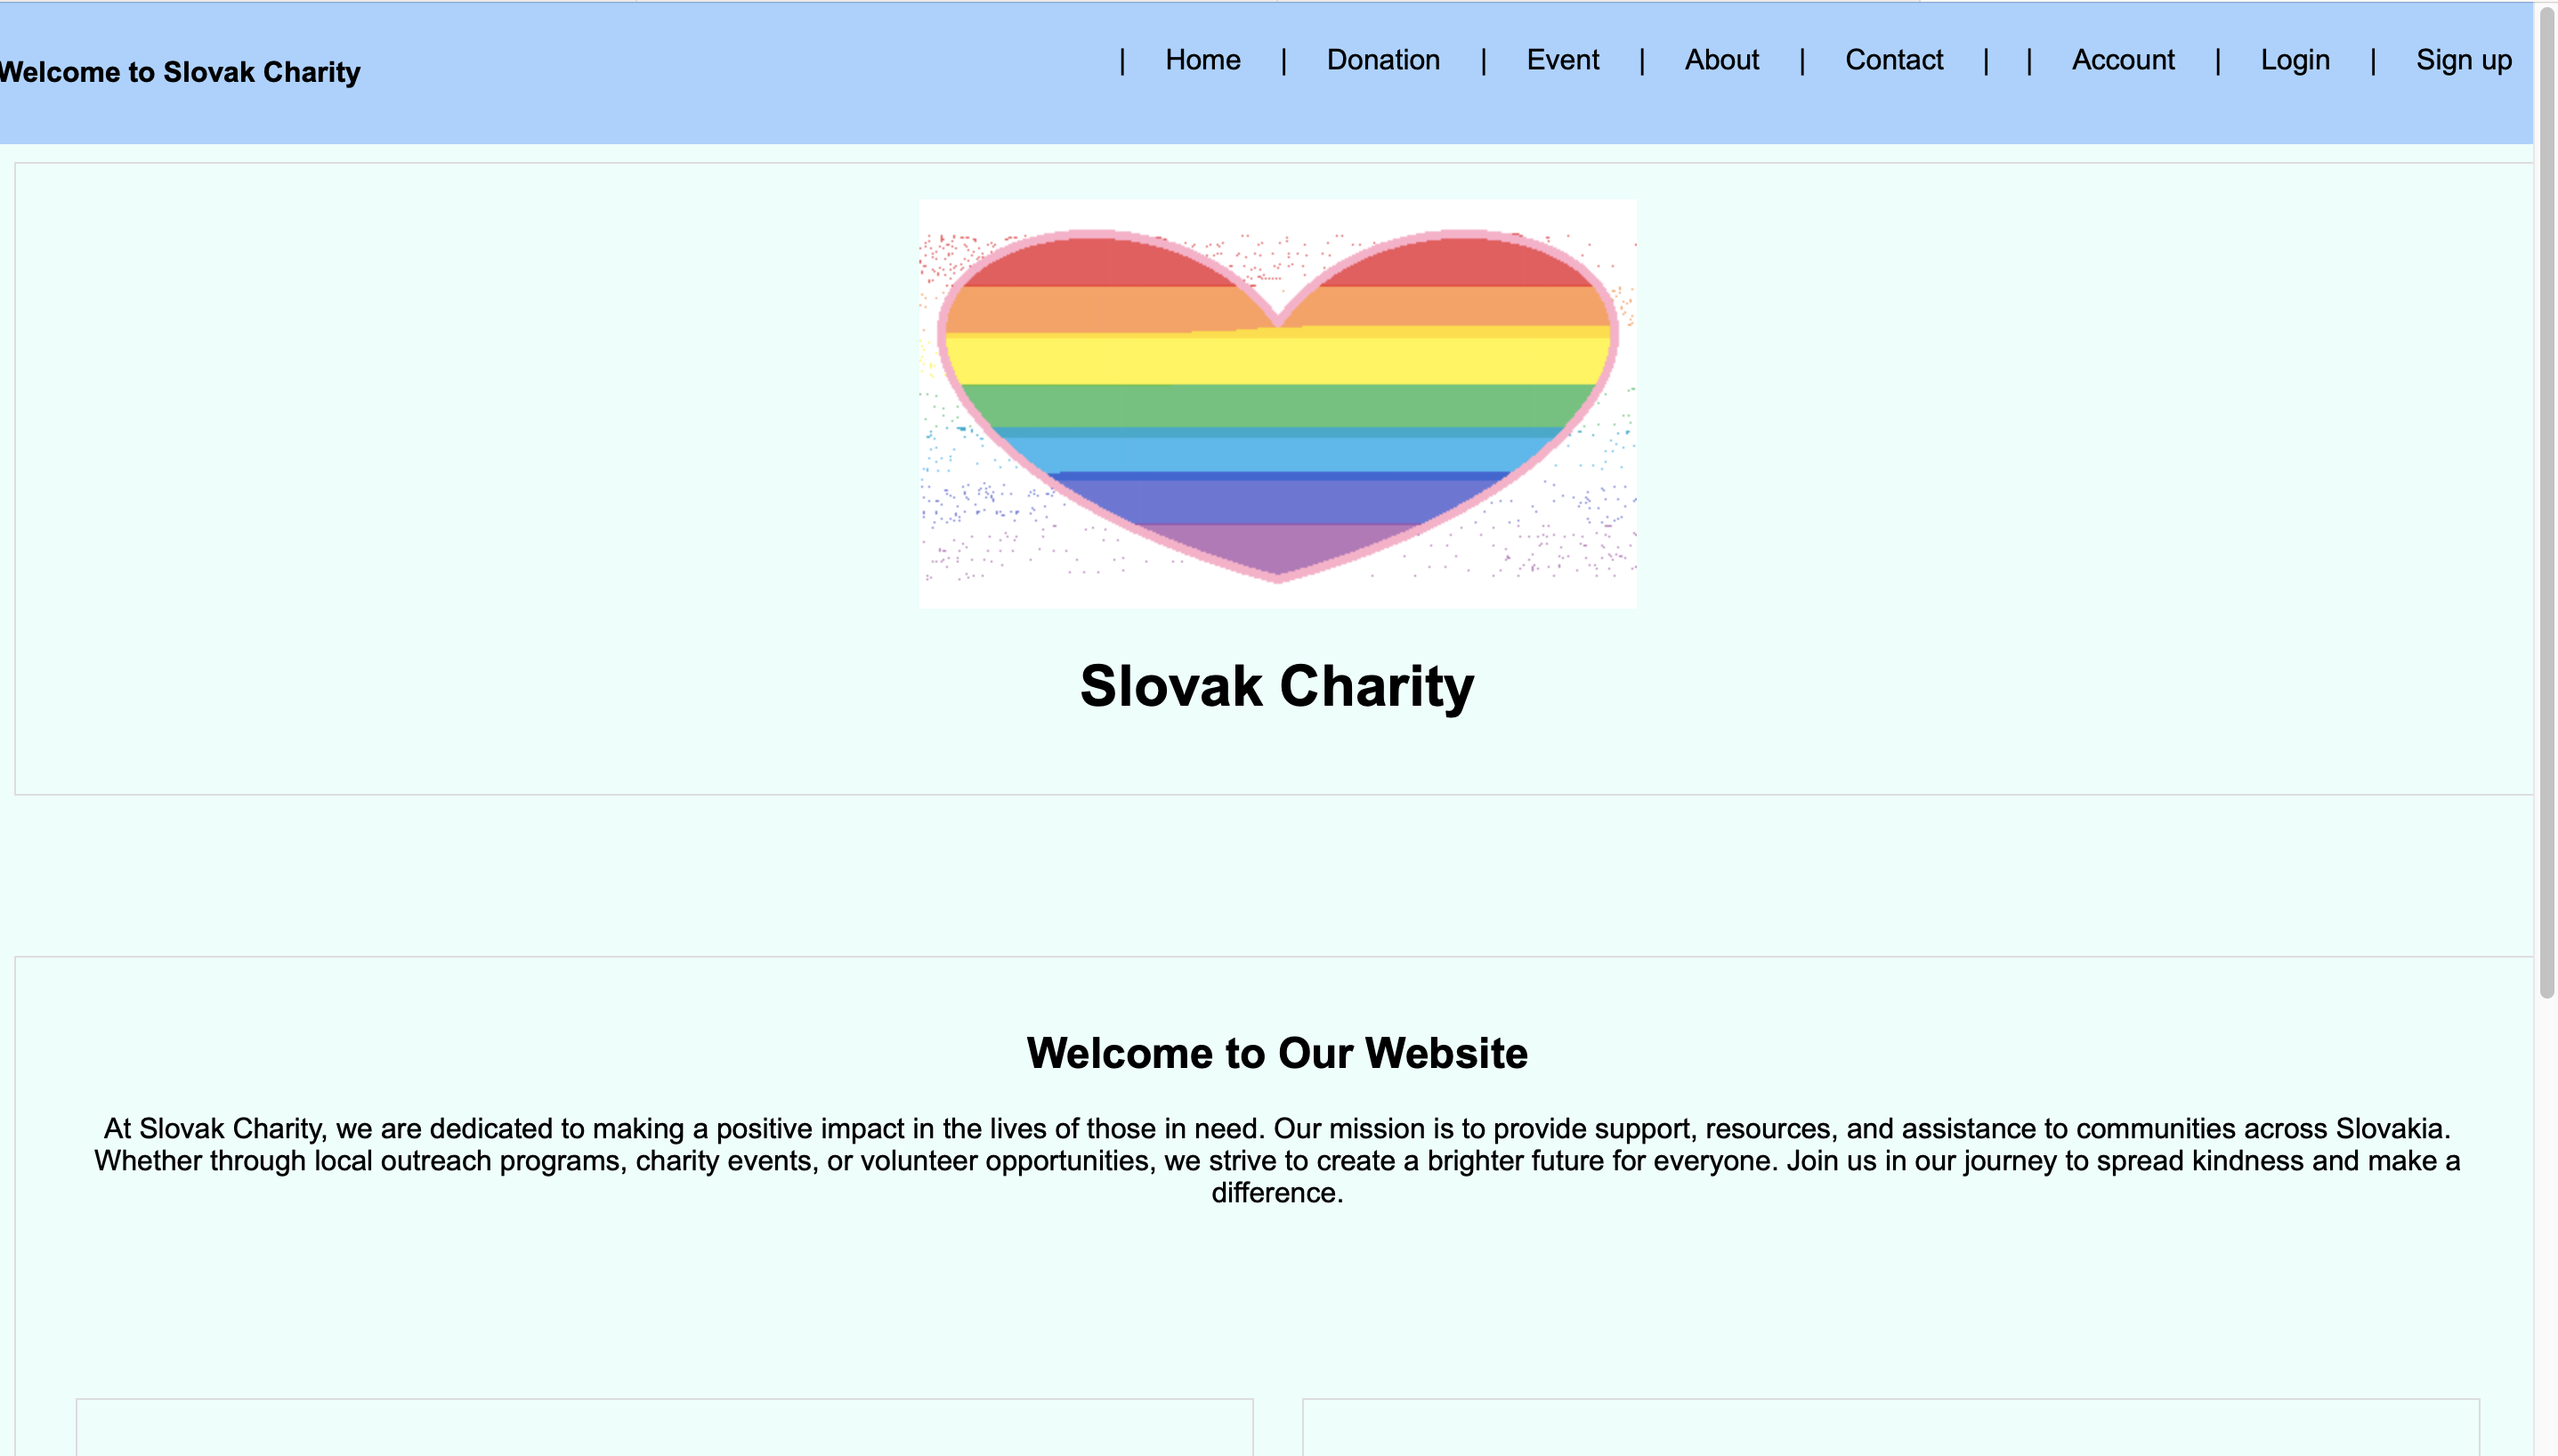 Welcome to Slovak Charity
| Home | Donation | Event | About | Contact | | Account | Login | Sign up
Slovak Charity
Welcome to Our Website
At Slovak Charity, we are dedicated to making a positive impact in the lives of those in need. Our mission is to provide support, resources, and assistance to communities across Slovakia.
Whether through local outreach programs, charity events, or volunteer opportunities, we strive to create a brighter future for everyone. Join us in our journey to spread kindness and make a
difference.